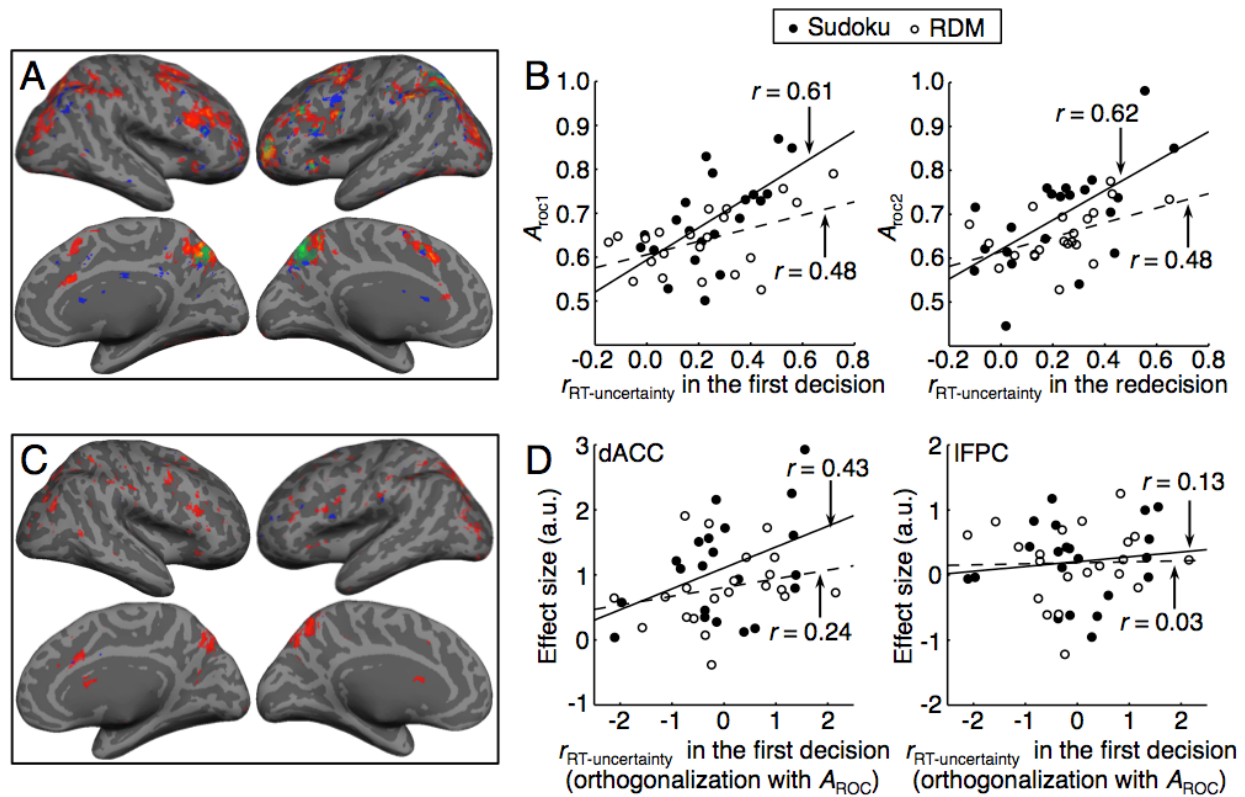 ● Sudoku ○ RDM
A
B
1.0
0.9
0.8
0.7
0.6
0.5
A_roc1
r = 0.61
r = 0.48
-0.2 0.0 0.2 0.4 0.6 0.8
r_RT-uncertainty in the first decision
1.0
0.9
0.8
0.7
0.6
0.5
A_roc2
r = 0.62
r = 0.48
-0.2 0.0 0.2 0.4 0.6 0.8
r_RT-uncertainty in the redecision
C
D
dACC
3
2
1
0
-1
Effect size (a.u.)
r = 0.43
r = 0.24
-2 -1 0 1 2
r_RT-uncertainty in the first decision
(orthogonalization with A_ROC)
lFPC
2
1
0
-1
2
Effect size (a.u.)
r = 0.13
r = 0.03
-2 -1 0 1 2
r_RT-uncertainty in the first decision
(orthogonalization with A_ROC)